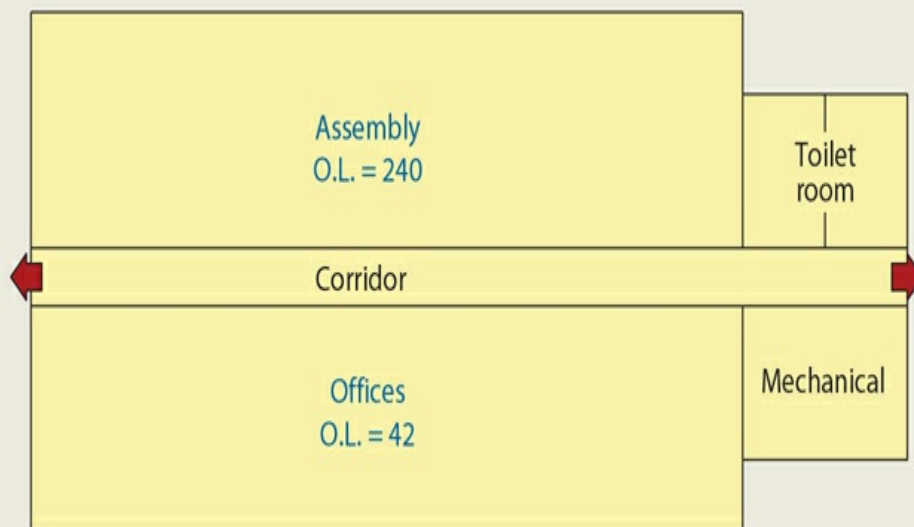 Assembly
O.L. = 240
Toilet
room
Corridor
Offices
O.L. = 42
Mechanical